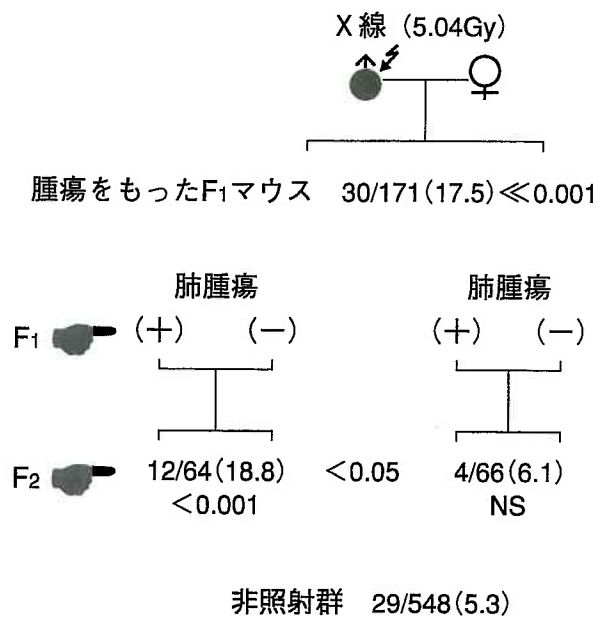 X線（5.04Gy）
腫瘍をもったF1マウス 30/171(17.5)≪0.001
肺腫瘍 肺腫瘍
F1 （＋） （－） （＋） （－）
F2 12/64(18.8) ＜0.05 4/66(6.1)
＜0.001 NS
非照射群 29/548(5.3)